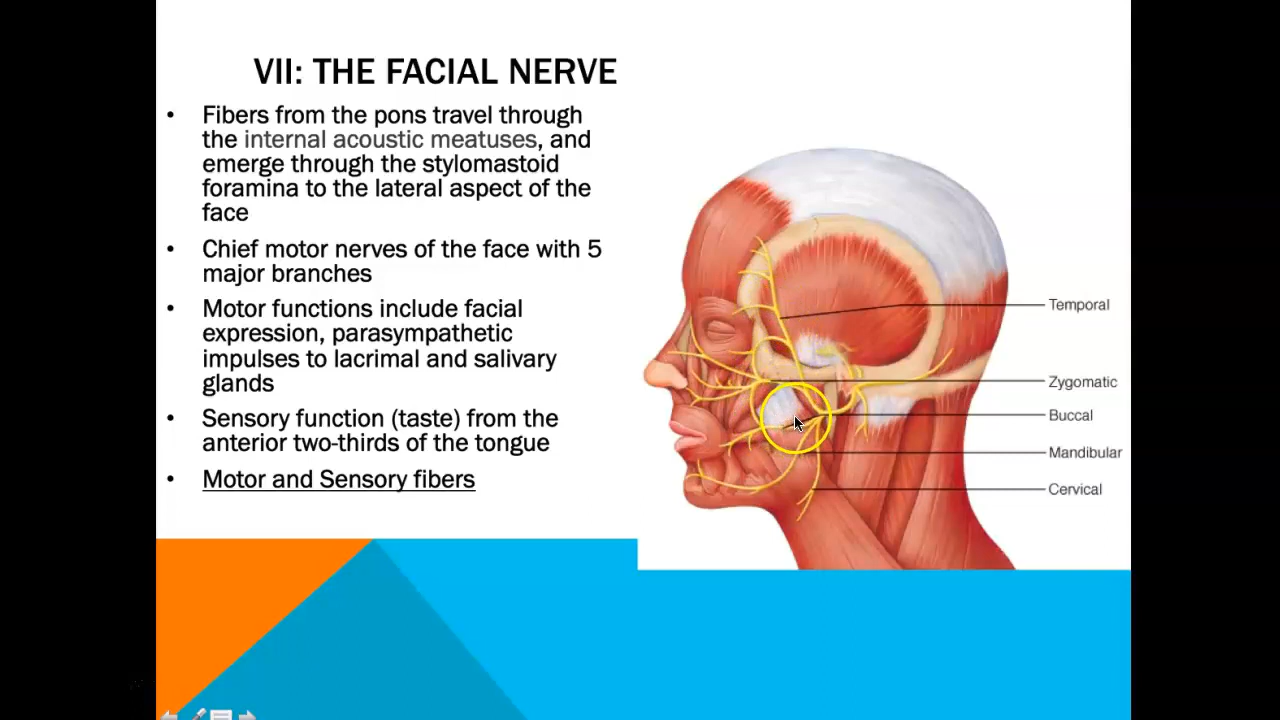 VII: THE FACIAL NERVE
• Fibers from the pons travel through
the internal acoustic meatuses, and
emerge through the stylomastoid
foramina to the lateral aspect of the
face
• Chief motor nerves of the face with 5
major branches
• Motor functions include facial
expression, parasympathetic
impulses to lacrimal and salivary
glands
• Sensory function (taste) from the
anterior two-thirds of the tongue
• Motor and Sensory fibers
Temporal
Zygomatic
Buccal
Mandibular
Cervical